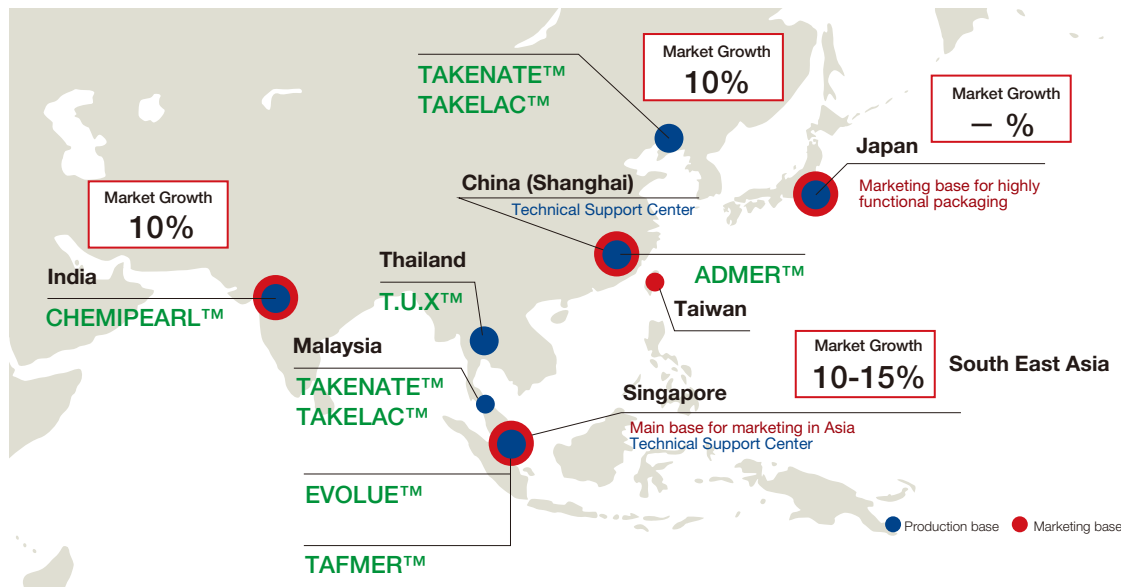 Market Growth
10%
TAKENATE™
TAKELAC™
Market Growth
— %
Japan
Marketing base for highly
functional packaging
China (Shanghai)
Technical Support Center
Market Growth
10%
India
CHEMIPEARL™
Thailand
T.U.X™
ADMER™
Taiwan
Malaysia
TAKENATE™
TAKELAC™
Market Growth
10-15%
South East Asia
Singapore
Main base for marketing in Asia
Technical Support Center
EVOLUE™
TAFMER™
Production base
Marketing base